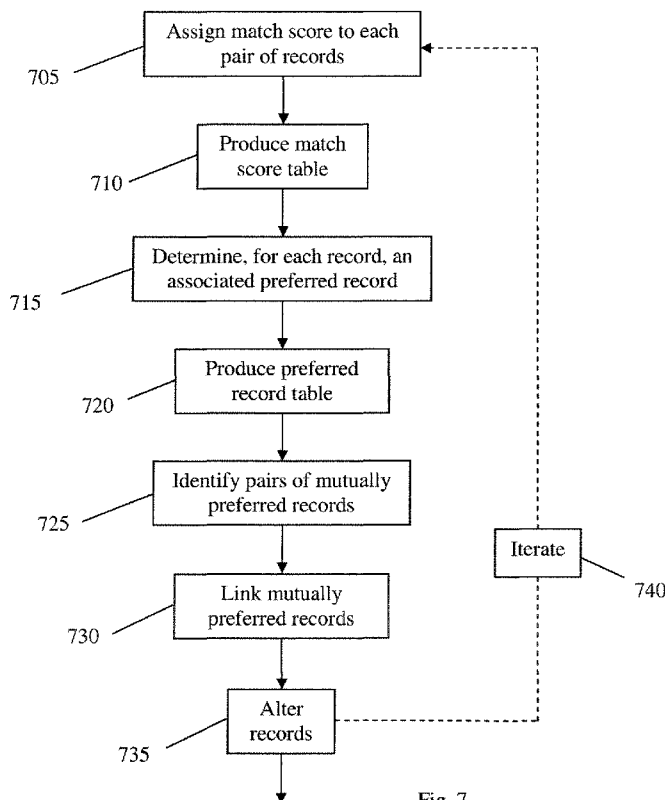 Assign match score to each
pair of records
705
Produce match
score table
710
Determine, for each record, an
associated preferred record
715
Produce preferred
record table
720
Identify pairs of mutually
preferred records
725
Iterate
740
Link mutually
preferred records
730
Alter
records
735
Fig. 7